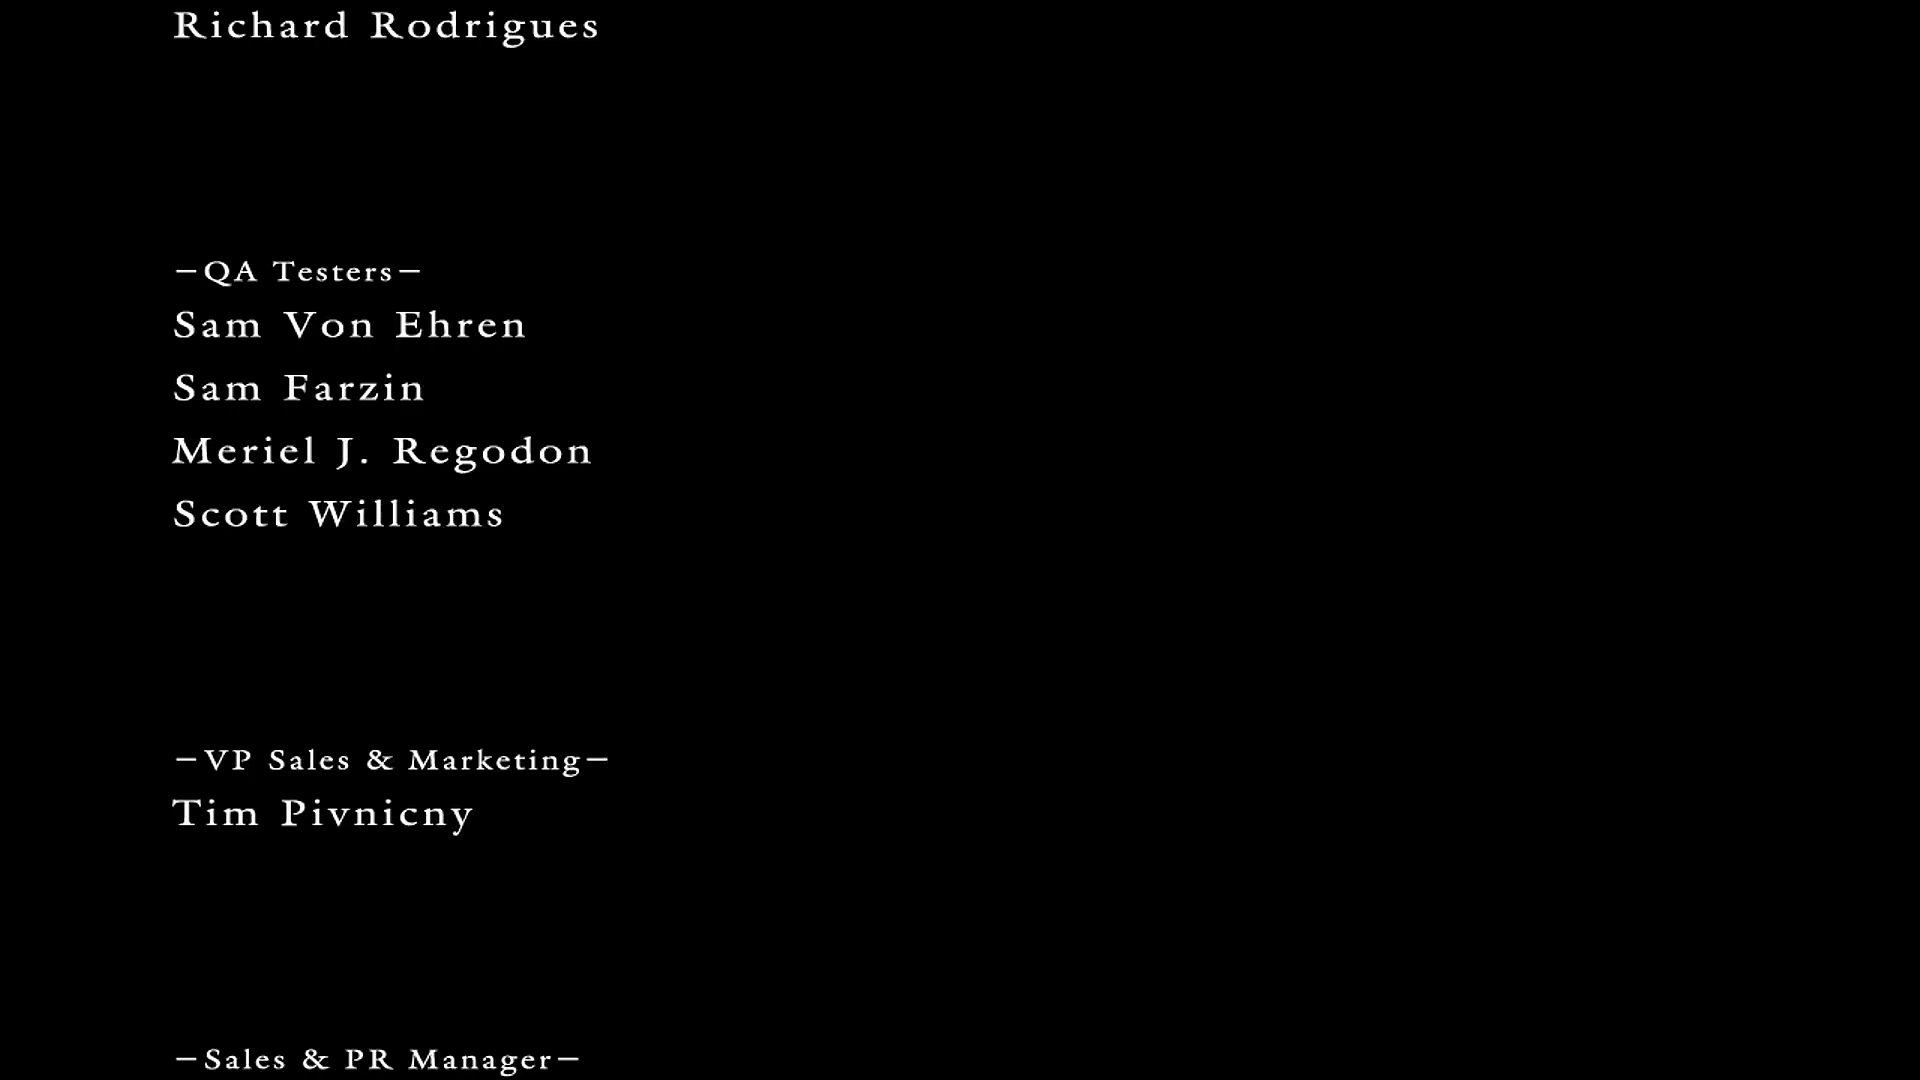 Richard Rodrigues
—QA Testers—
Sam Von Ehren
Sam Farzin
Meriel J. Regodon
Scott Williams
—VP Sales & Marketing—
Tim Pivnicny
—Sales & PR Manager—